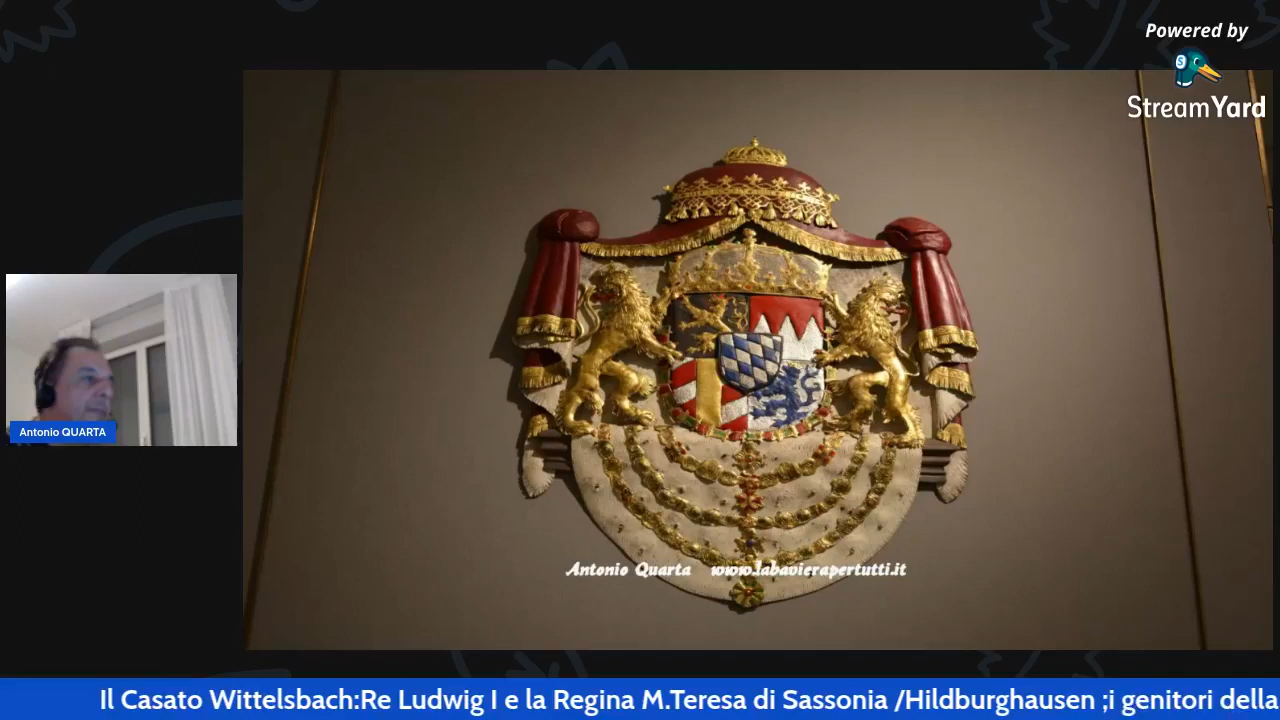 Powered by
StreamYard
Antonio QUARTA
Antonio Quarta www.labavierapertutti.it
Il Casato Wittelsbach:Re Ludwig I e la Regina M.Teresa di Sassonia /Hildburghausen ;i genitori della